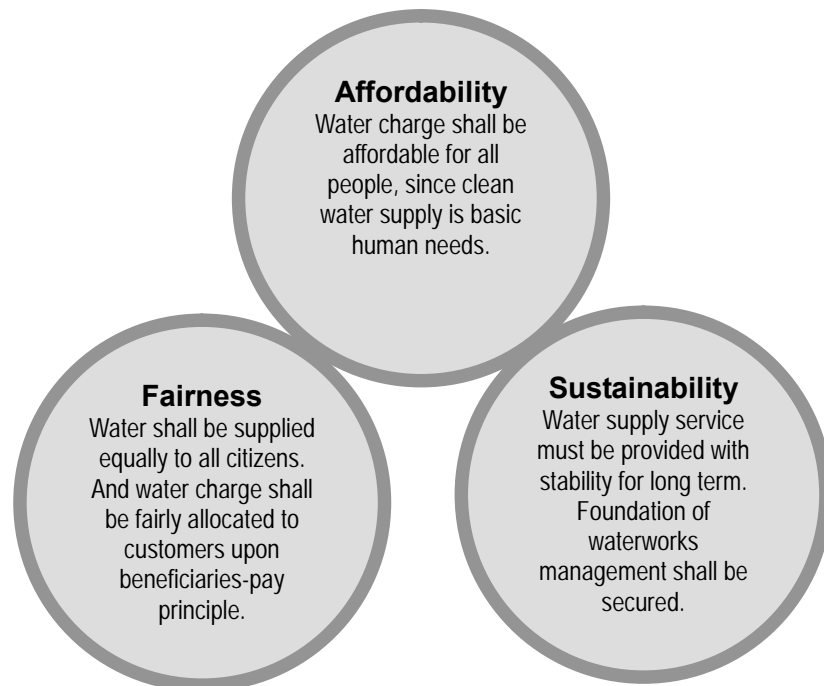 Affordability
Water charge shall be
affordable for all
people, since clean
water supply is basic
human needs.
Fairness
Water shall be supplied
equally to all citizens.
And water charge shall
be fairly allocated to
customers upon
beneficiaries-pay
principle.
Sustainability
Water supply service
must be provided with
stability for long term.
Foundation of
waterworks
management shall be
secured.